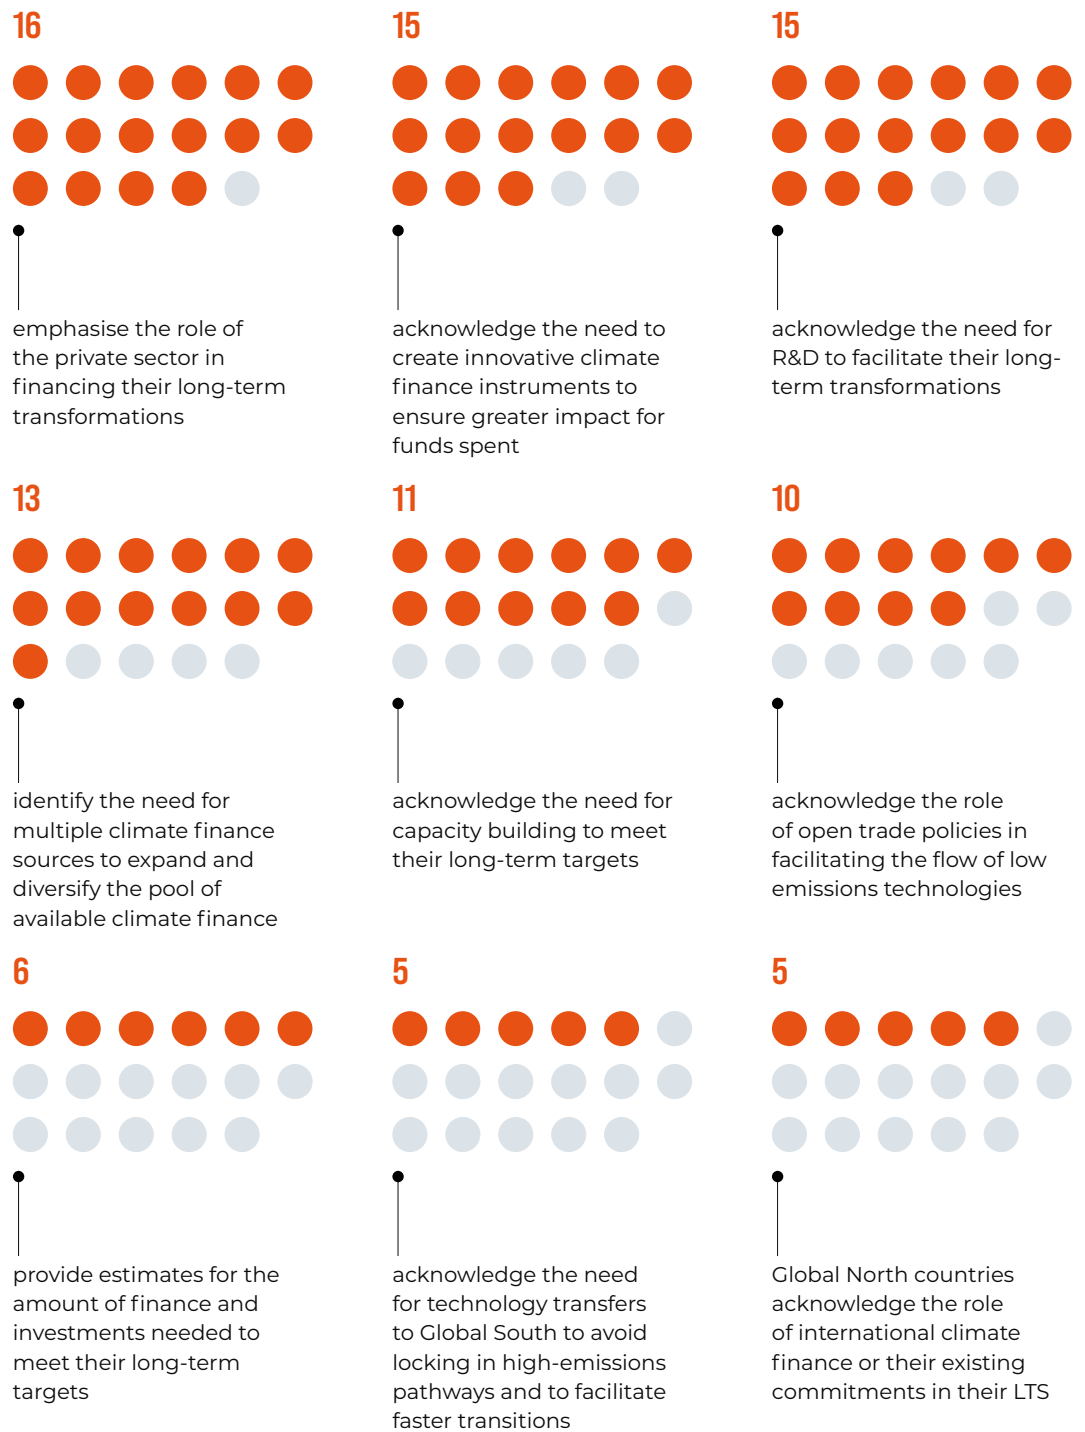 16
emphasise the role of
the private sector in
financing their long-term
transformations
15
acknowledge the need to
create innovative climate
finance instruments to
ensure greater impact for
funds spent
15
acknowledge the need for
R&D to facilitate their long-
term transformations
13
identify the need for
multiple climate finance
sources to expand and
diversify the pool of
available climate finance
11
acknowledge the need for
capacity building to meet
their long-term targets
10
acknowledge the role
of open trade policies in
facilitating the flow of low
emissions technologies
6
provide estimates for the
amount of finance and
investments needed to
meet their long-term
targets
5
acknowledge the need
for technology transfers
to Global South to avoid
locking in high-emissions
pathways and to facilitate
faster transitions
5
Global North countries
acknowledge the role
of international climate
finance or their existing
commitments in their LTS